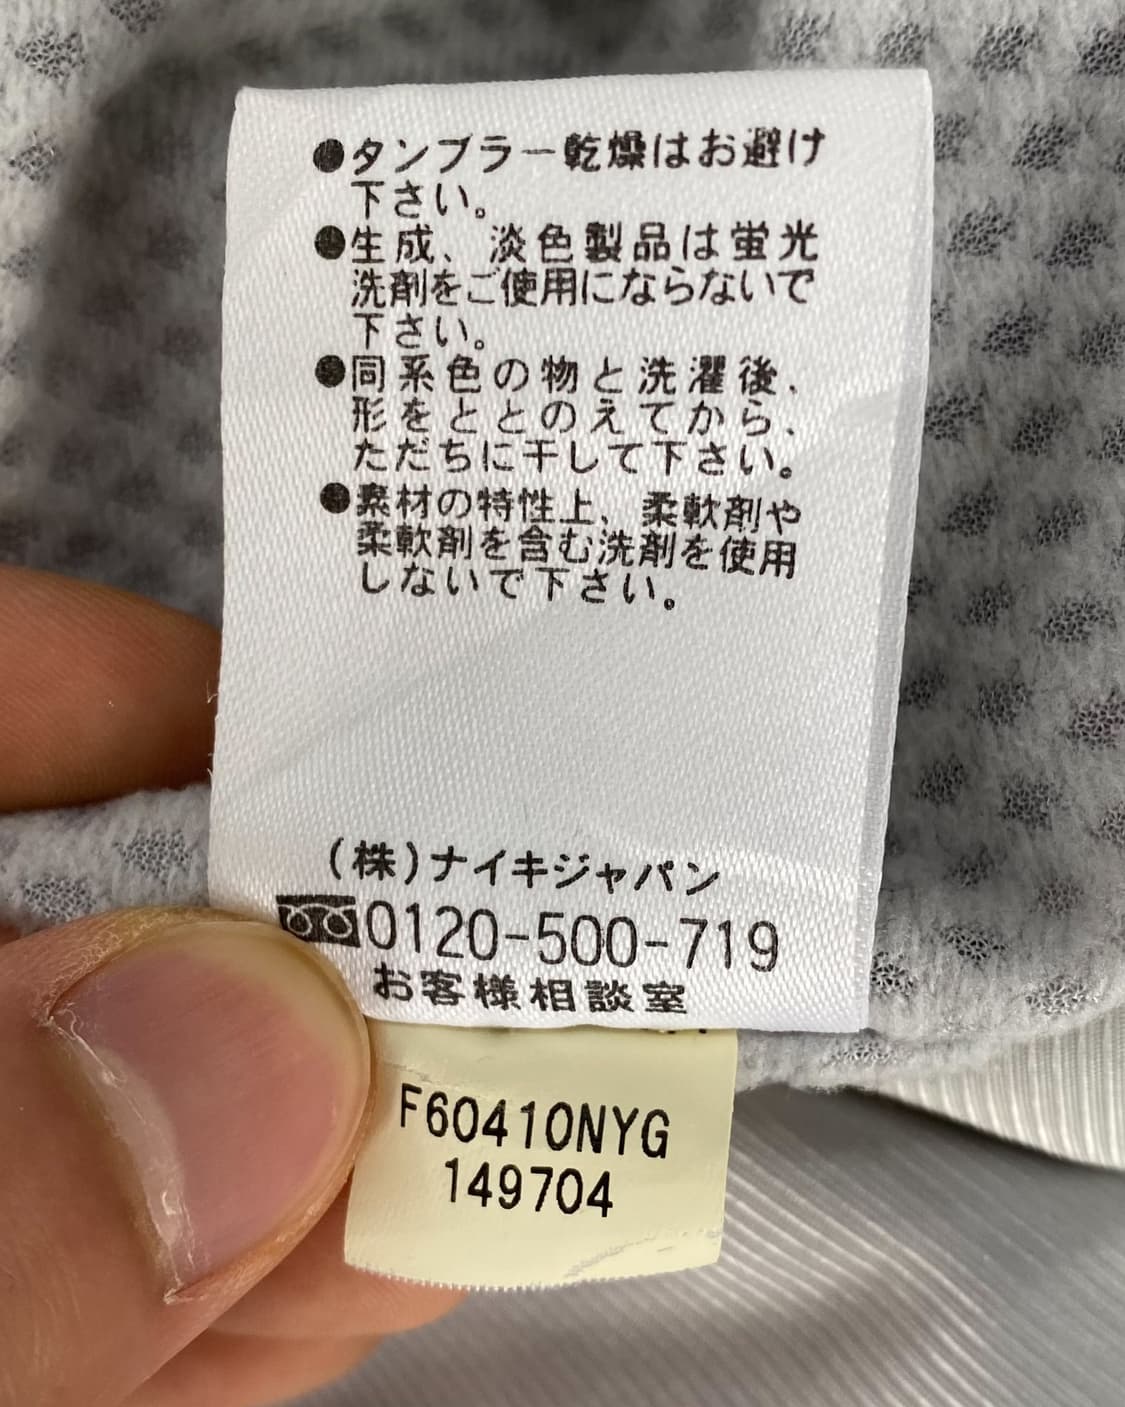 ●タンブラー乾燥はお避け
下さい。
●生成、淡色製品は蛍光
洗剤をご使用にならないで
下さい。
●同系色の物と洗濯後、
形をととのえてから、
ただちに干して下さい。
●素材の特性上、柔軟剤や
柔軟剤を含む洗剤を使用
しないで下さい。
(株)ナイキジャパン
0120-500-719
お客様相談室
F60410NYG
149704